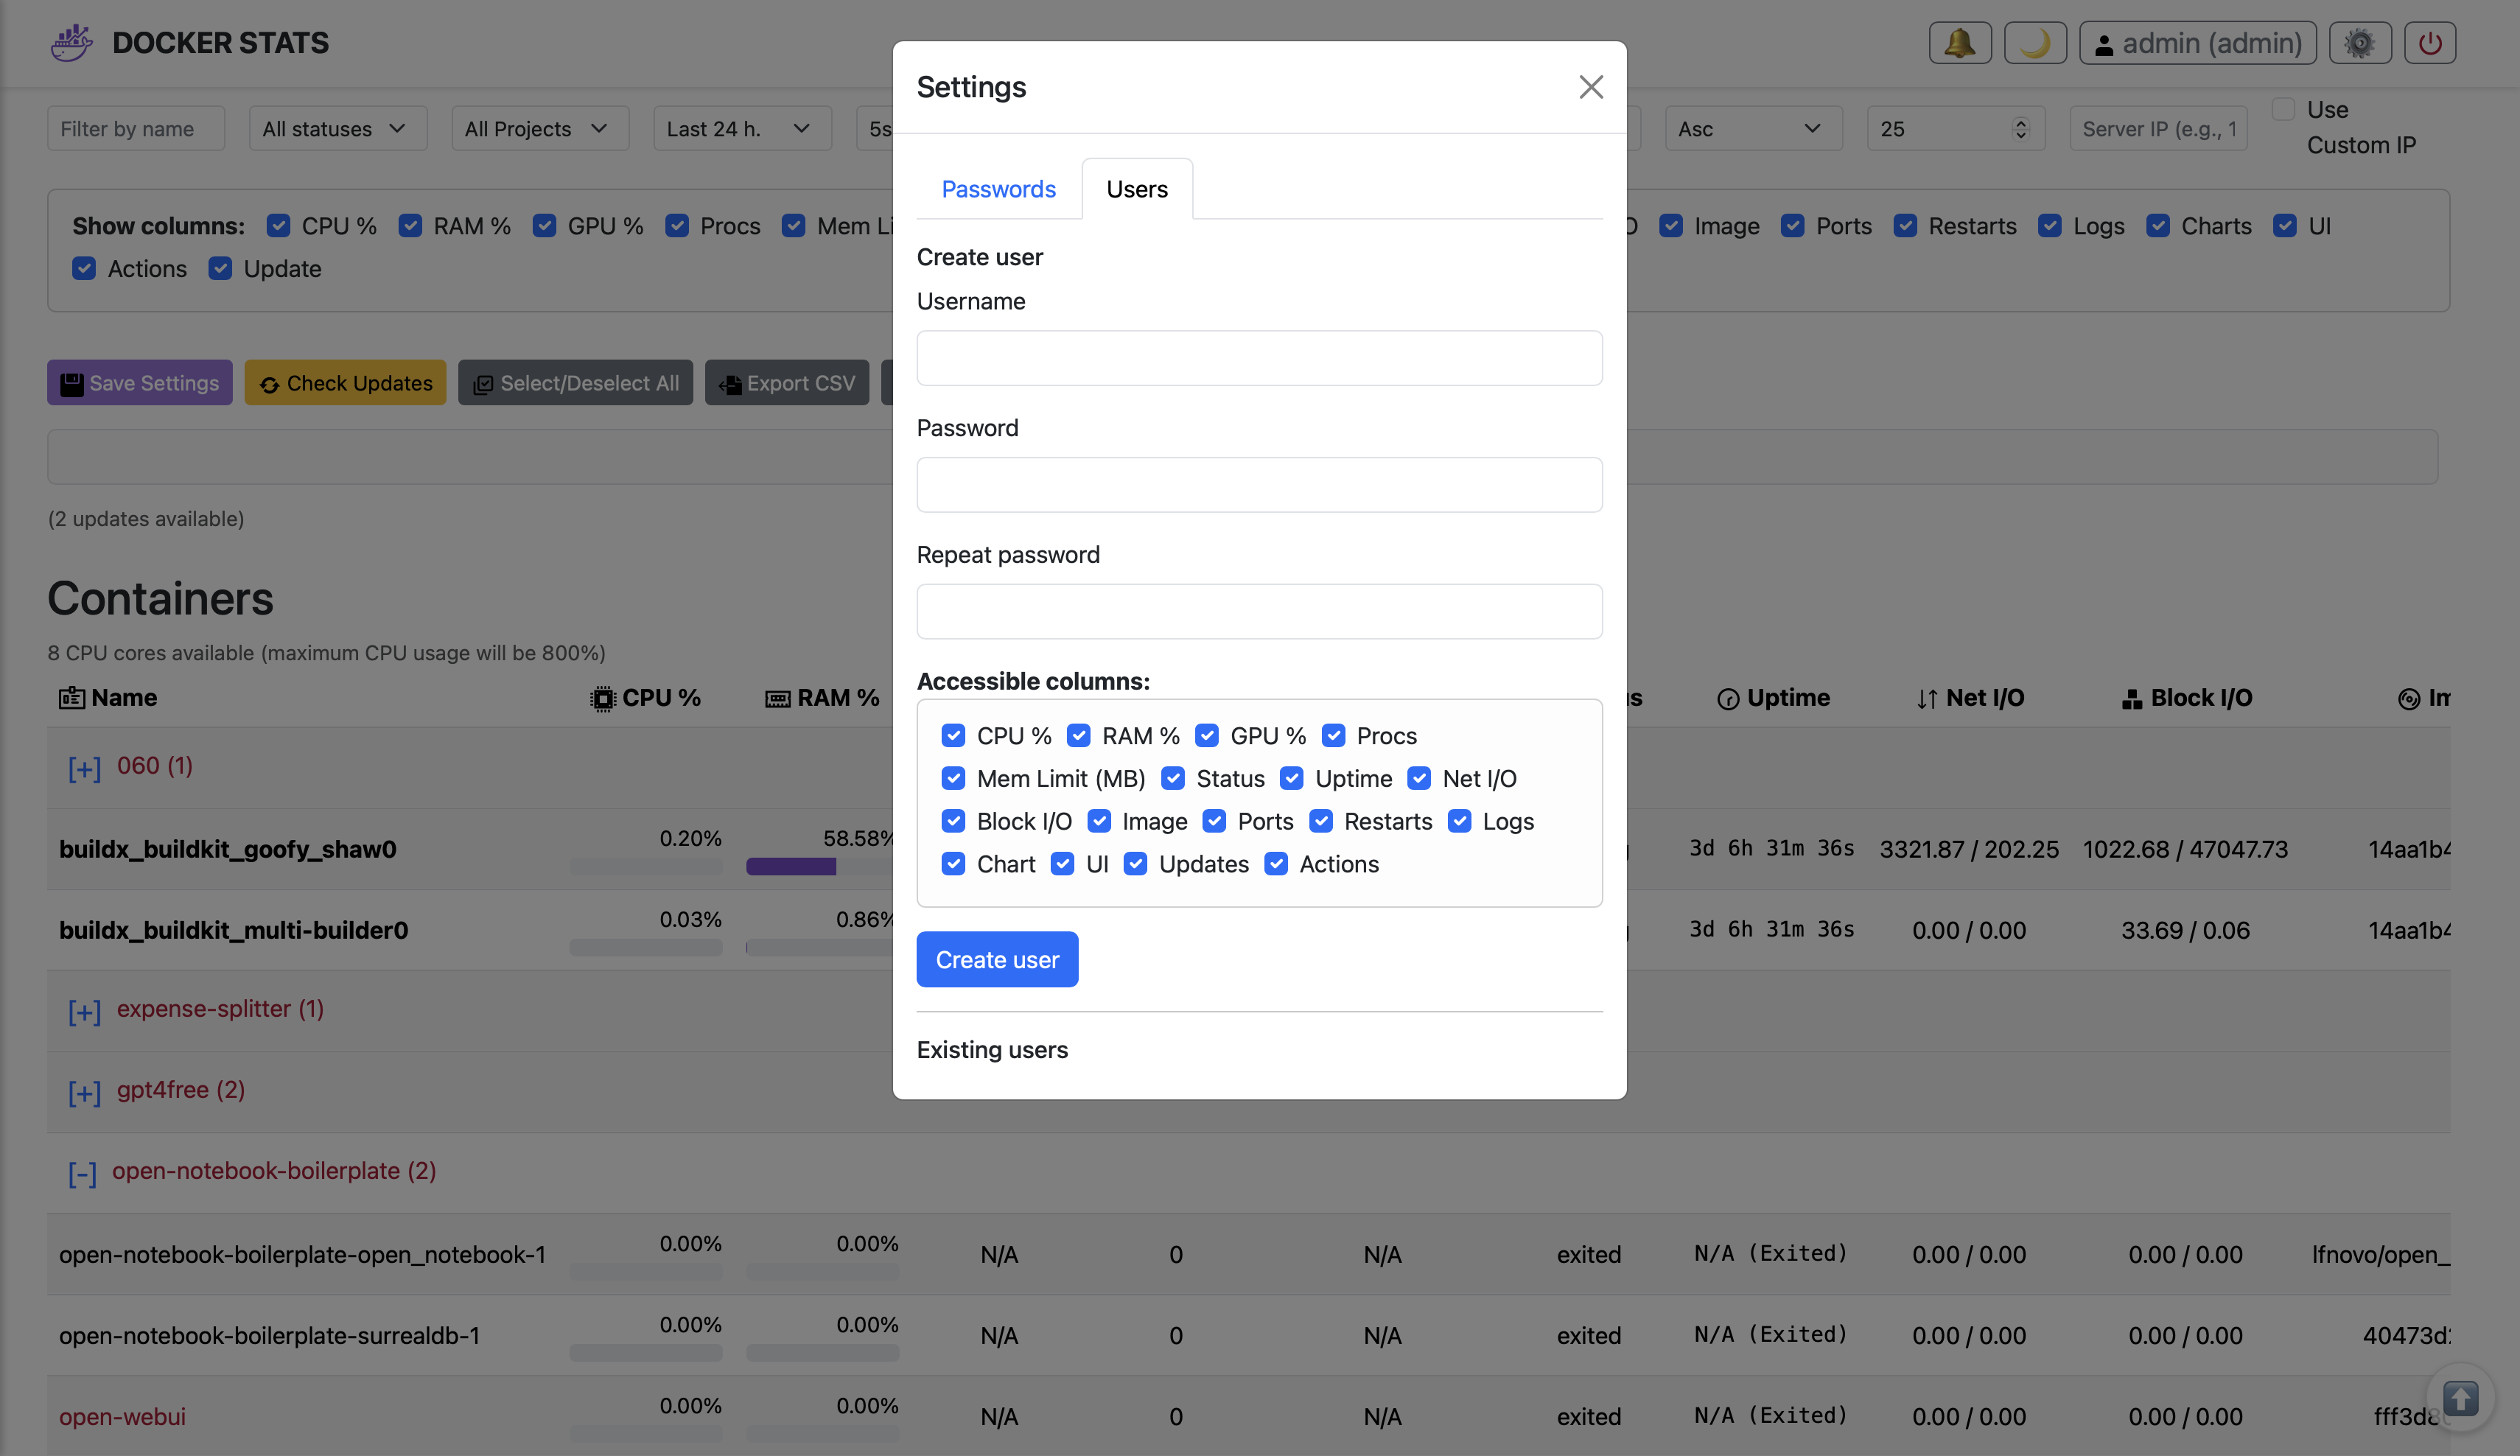 DOCKER STATS
admin (admin)
Filter by name
All statuses
All Projects
Last 24 h.
5s
Asc
25
Server IP (e.g., 1
Use
Custom IP
Show columns: CPU % RAM % GPU % Procs Mem Li
Image Ports Restarts Logs Charts UI
Actions Update
Save Settings
Check Updates
Select/Deselect All
Export CSV
(2 updates available)
Containers
8 CPU cores available (maximum CPU usage will be 800%)
Name CPU % RAM % Uptime Net I/O Block I/O Im
[+] 060 (1)
buildx_buildkit_goofy_shaw0 0.20% 58.58% 3d 6h 31m 36s 3321.87 / 202.25 1022.68 / 47047.73 14aa1b4
buildx_buildkit_multi-builder0 0.03% 0.86% 3d 6h 31m 36s 0.00 / 0.00 33.69 / 0.06 14aa1b4
[+] expense-splitter (1)
[+] gpt4free (2)
[-] open-notebook-boilerplate (2)
open-notebook-boilerplate-open_notebook-1 0.00% 0.00% N/A 0 N/A exited N/A (Exited) 0.00 / 0.00 0.00 / 0.00 lfnovo/open_
open-notebook-boilerplate-surrealdb-1 0.00% 0.00% N/A 0 N/A exited N/A (Exited) 0.00 / 0.00 0.00 / 0.00 40473d
open-webui 0.00% 0.00% N/A 0 N/A exited N/A (Exited) 0.00 / 0.00 0.00 / 0.00 fff3d8
Settings
Passwords
Users
Create user
Username
Password
Repeat password
Accessible columns:
CPU % RAM % GPU % Procs
Mem Limit (MB) Status Uptime Net I/O
Block I/O Image Ports Restarts Logs
Chart UI Updates Actions
Create user
Existing users